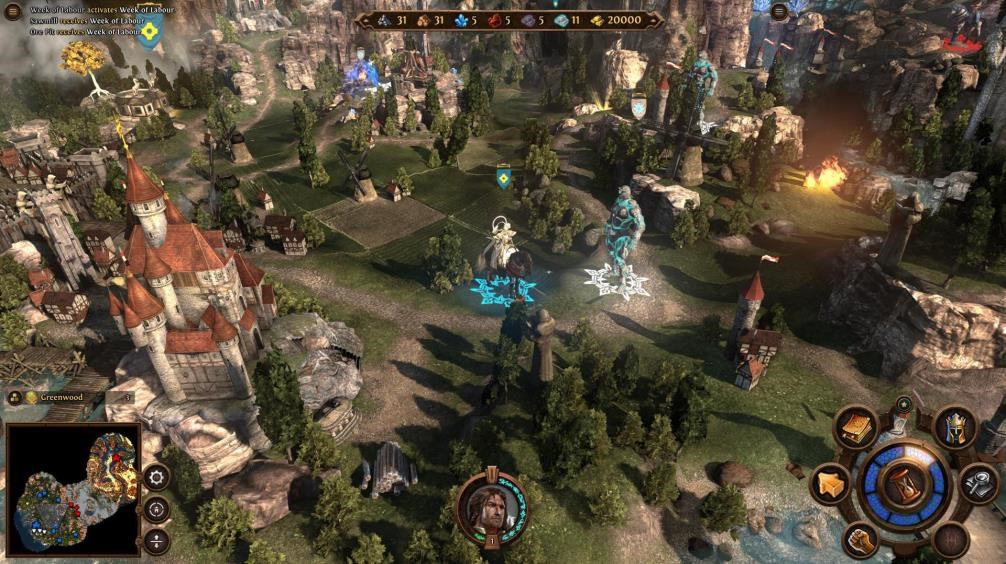 Week of Labour activates Week of Labour
Sawmill receives Week of Labour
Ore Pit receives Week of Labour
31 31 5 5 5 11 20000
Greenwood 3
1